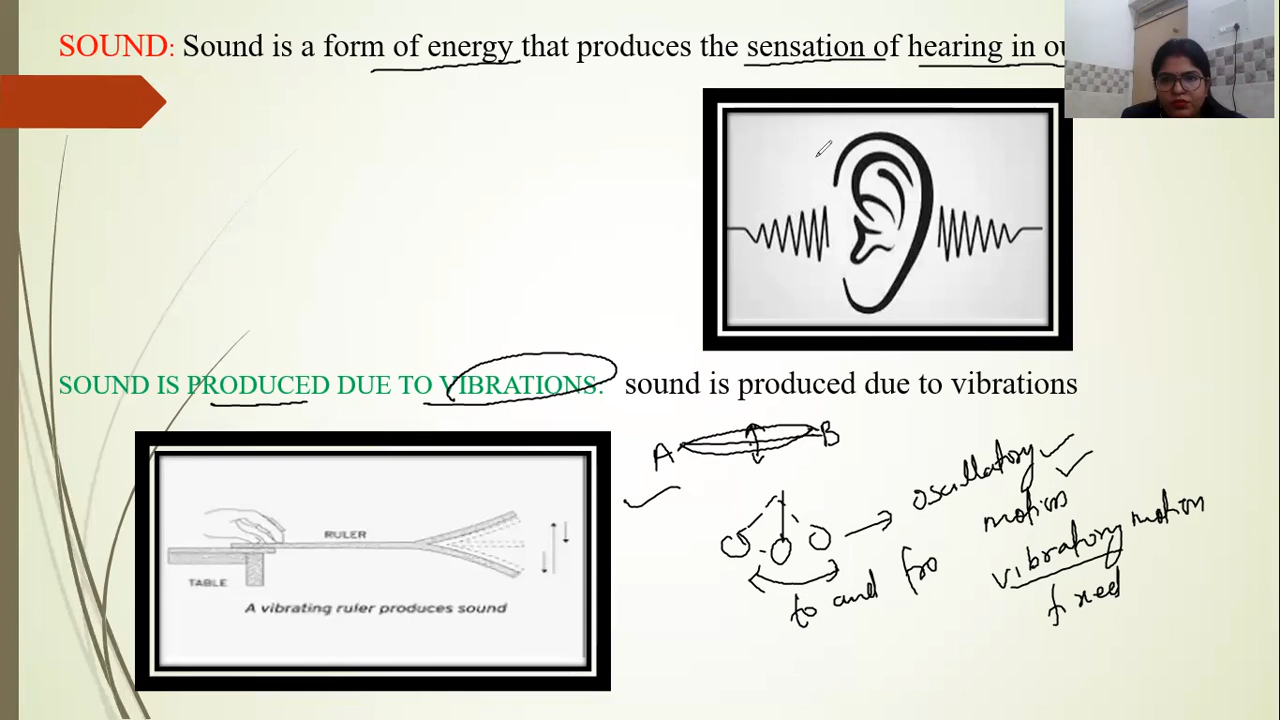 SOUND: Sound is a form of energy that produces the sensation of hearing in
SOUND IS PRODUCED DUE TO VIBRATIONS. sound is produced due to vibrations
RULER
TABLE
A vibrating ruler produces sound
A B
oscillatory
motion
to and fro
vibratory motion
fixed